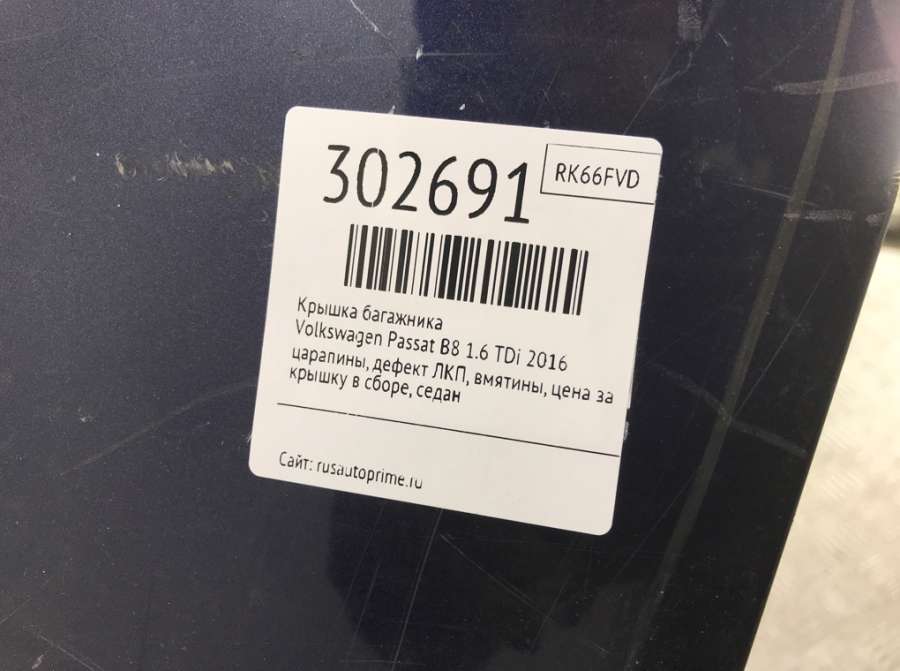 302691
RK66FVD
Крышка багажника
Volkswagen Passat B8 1.6 TDi 2016
царапины, дефект ЛКП, вмятины, цена за
крышку в сборе, седан
Сайт: rusautoprime.ru